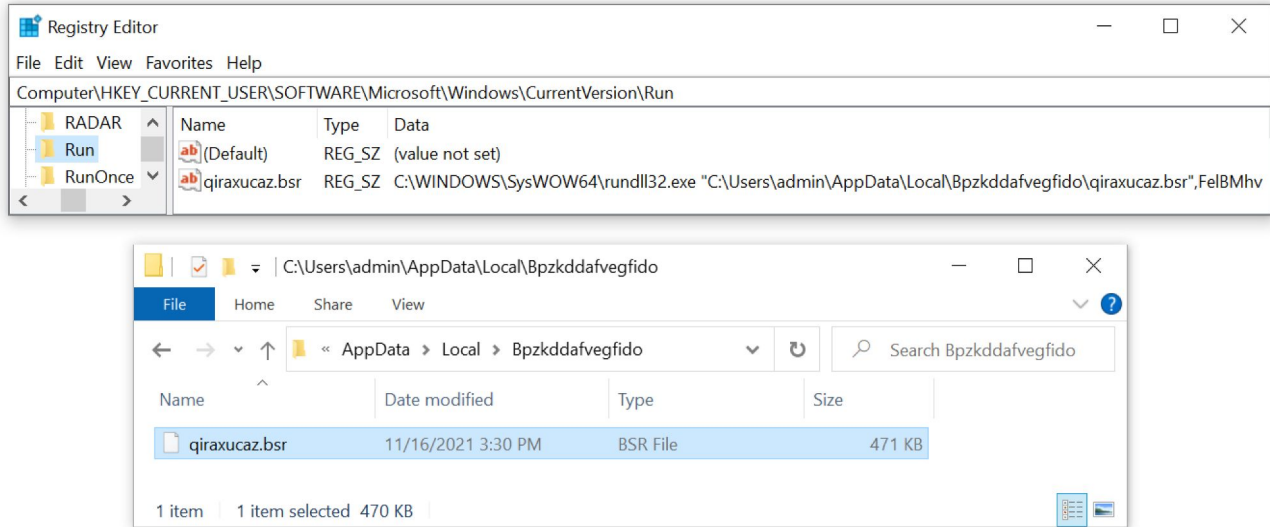 Registry Editor
File Edit View Favorites Help
Computer\HKEY_CURRENT_USER\SOFTWARE\Microsoft\Windows\CurrentVersion\Run
RADAR
Run
RunOnce
Name Type Data
ab (Default) REG_SZ (value not set)
ab qiraxucaz.bsr REG_SZ C:\WINDOWS\SysWOW64\rundll32.exe "C:\Users\admin\AppData\Local\Bpzkddafvegfido\qiraxucaz.bsr",FelBMhv
C:\Users\admin\AppData\Local\Bpzkddafvegfido
File Home Share View ?
« AppData > Local > Bpzkddafvegfido Search Bpzkddafvegfido
Name Date modified Type Size
qiraxucaz.bsr 11/16/2021 3:30 PM BSR File 471 KB
1 item 1 item selected 470 KB